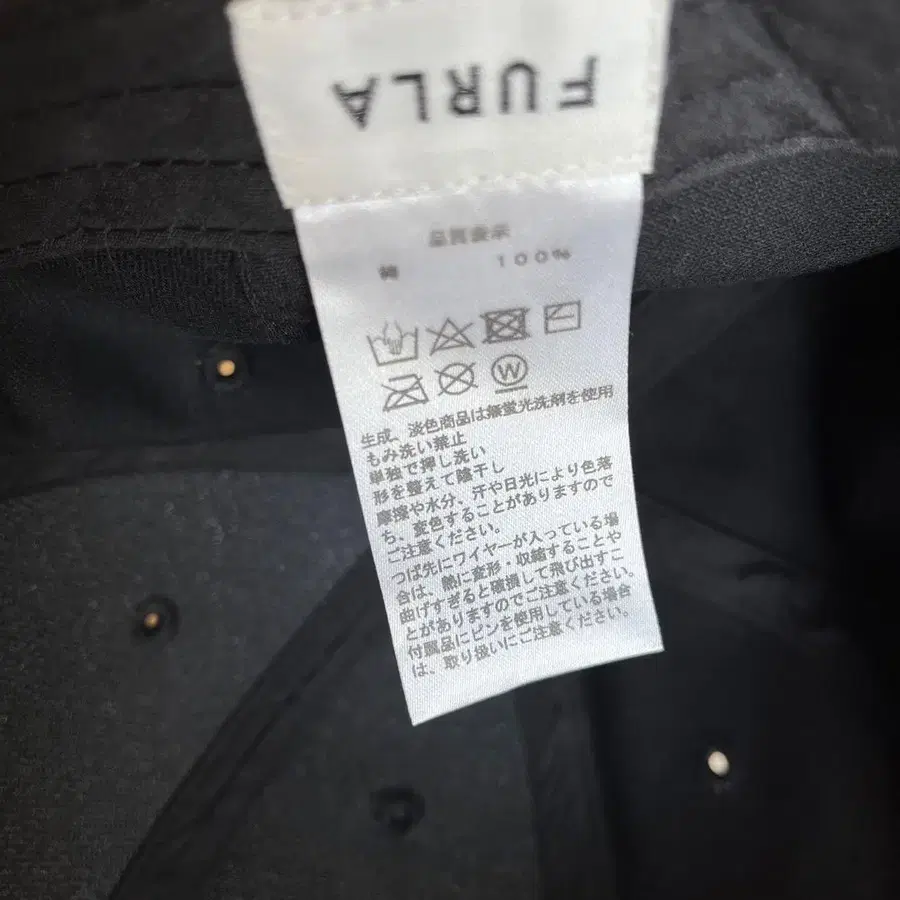 FURLA
品質表示
綿 100%
W
生成、淡色商品は無蛍光洗剤を使用
もみ洗い禁止
単独で押し洗い
形を整えて陰干し
摩擦や水分、汗や日光により色落
ち、変色することがありますので
ご注意ください。
つば先にワイヤーが入っている場
合は、熱に変形・収縮することや
曲げすぎると破損して飛び出すこ
とがありますのでご注意ください。
付属品にピンを使用している場合
は、取り扱いにご注意ください。